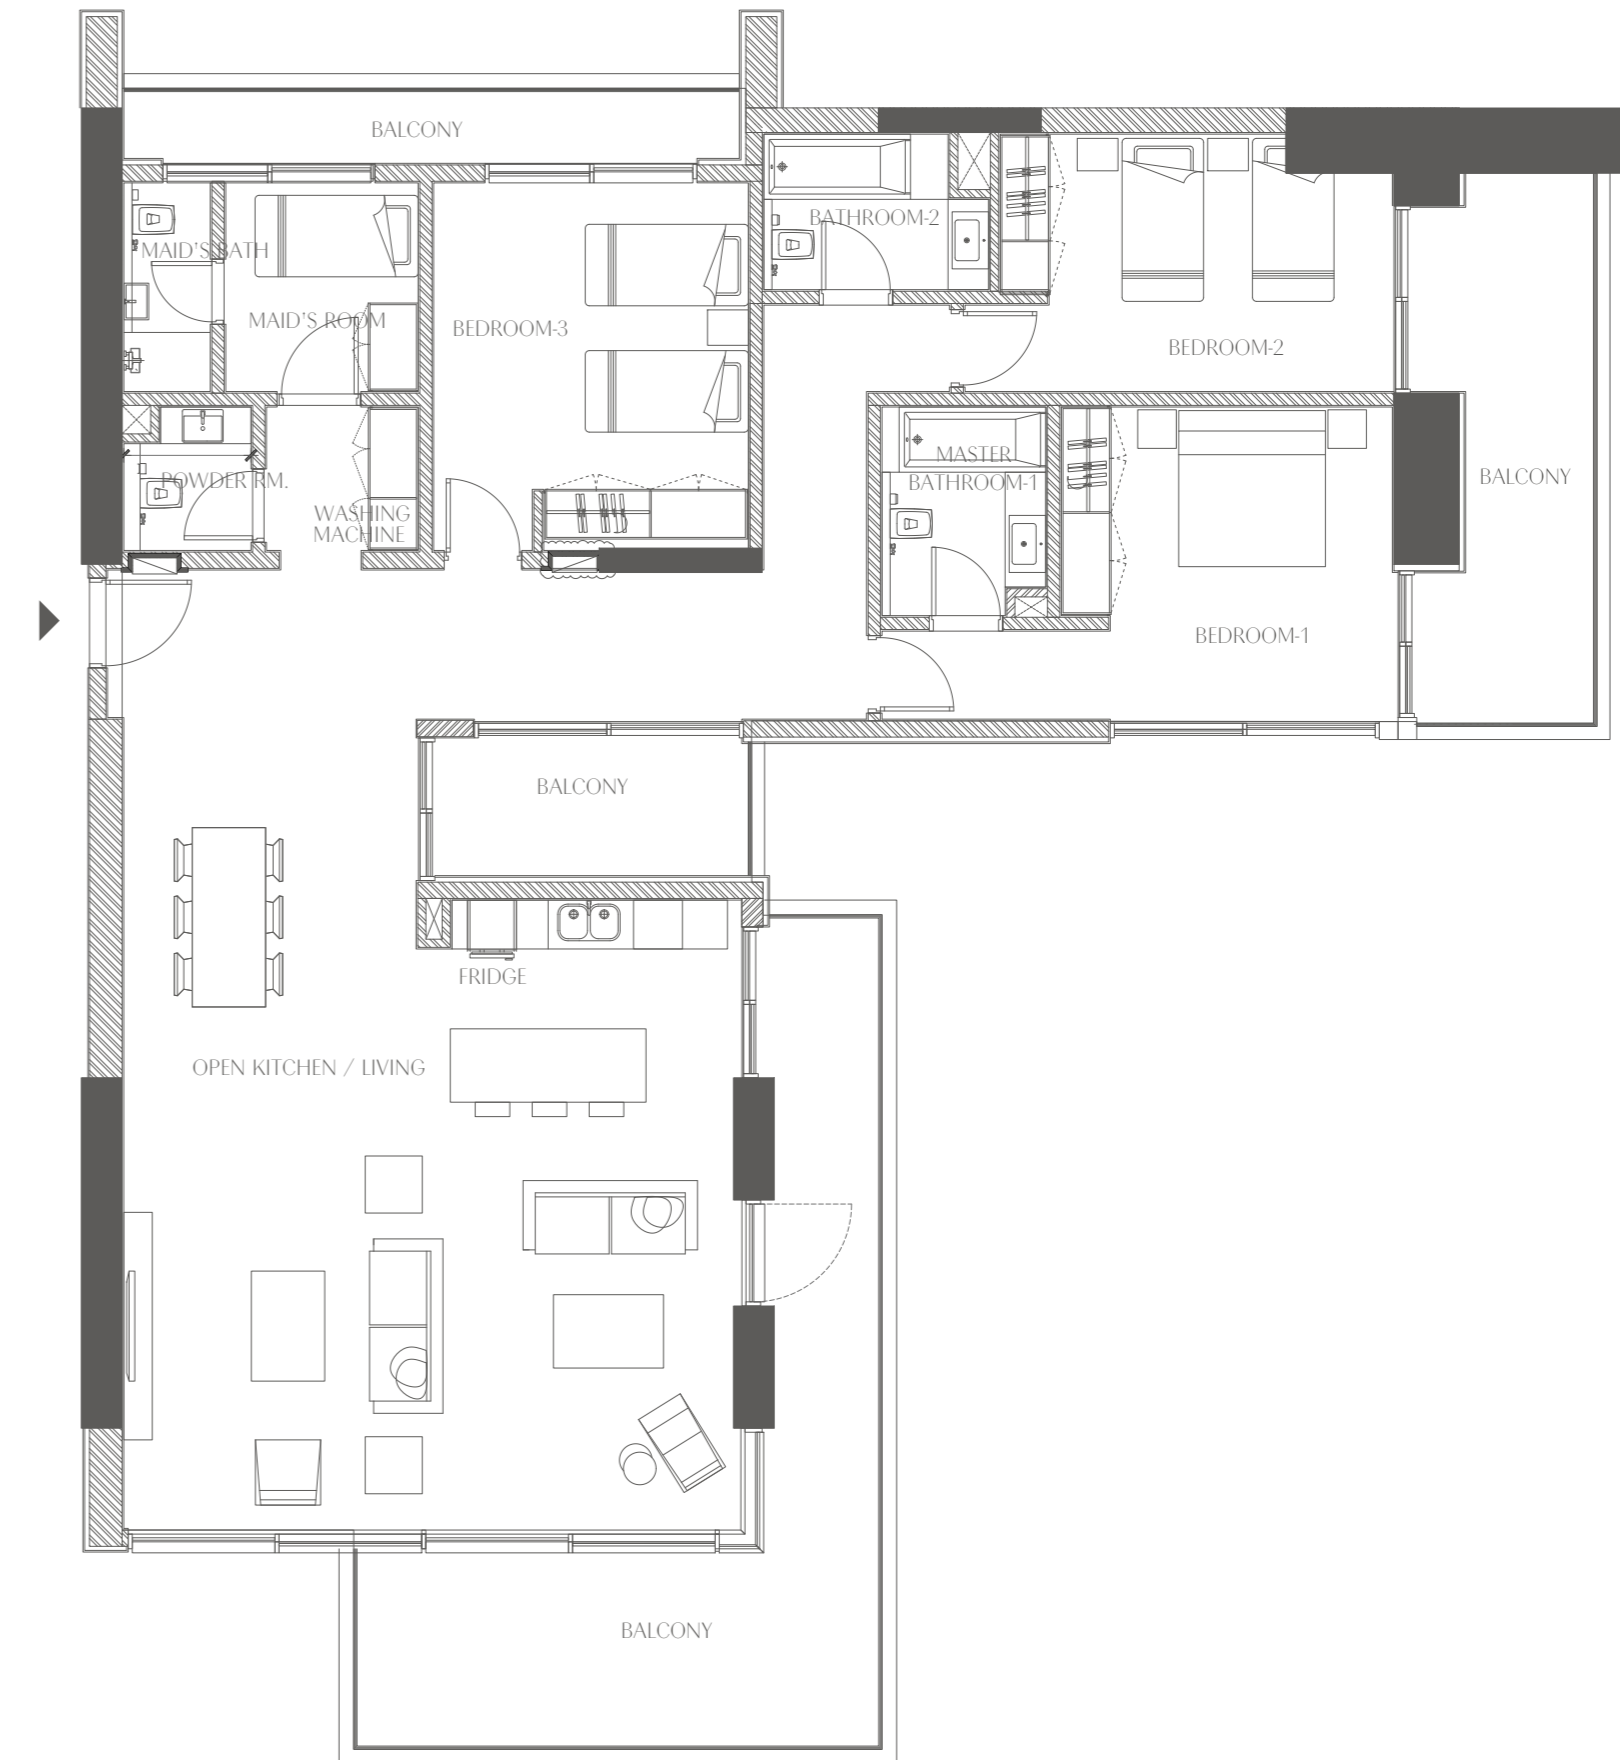 BALCONY
BATHROOM-2
MAID'S BATH
MAID'S ROOM
BEDROOM-3
BEDROOM-2
MASTER
BATHROOM-1
BALCONY
POWDER RM.
WASHING
MACHINE
BEDROOM-1
BALCONY
FRIDGE
OPEN KITCHEN / LIVING
BALCONY